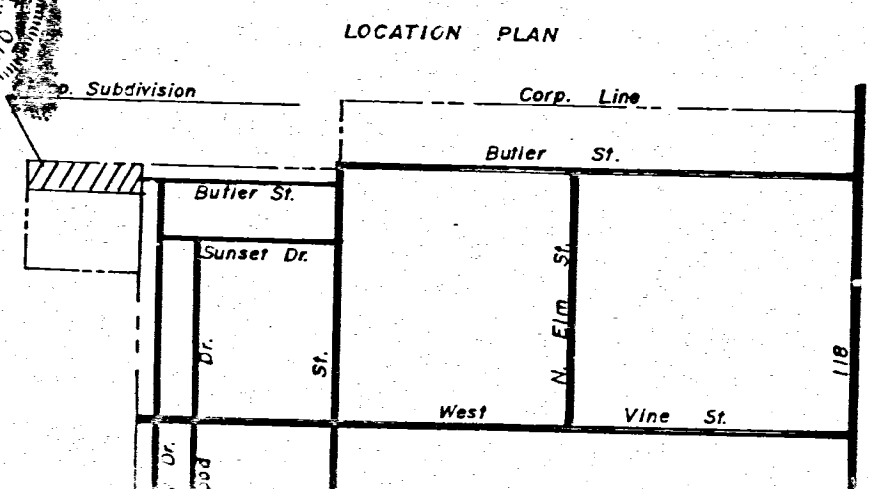 LOCATION PLAN
Subdivision
Corp. Line
Butler St.
Butler St.
Sunset Dr.
N. Elm St.
Dr.
St.
118
West Vine St.
Dr.